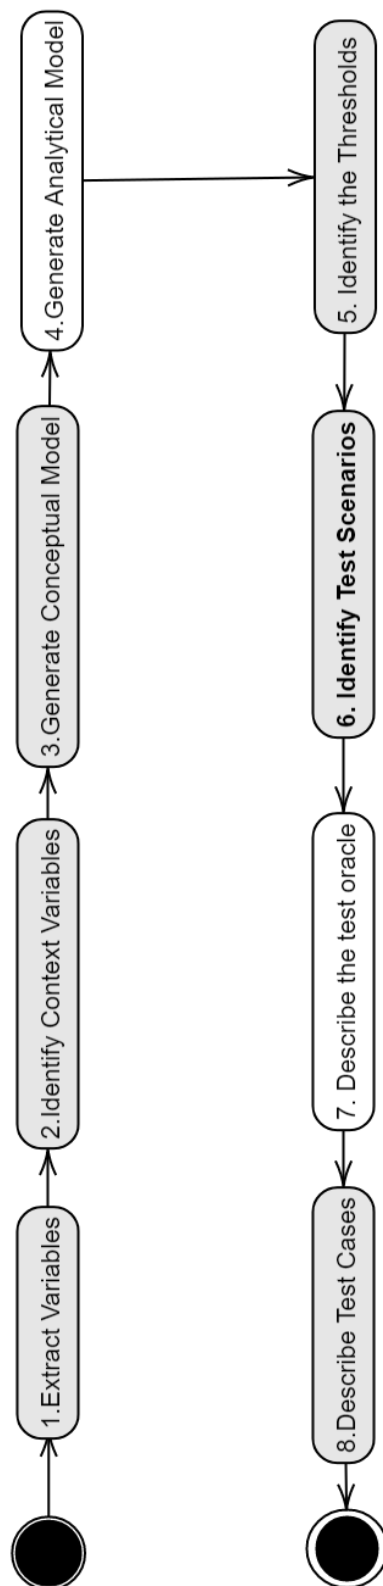 1.Extract Variables
2.Identify Context Variables
3.Generate Conceptual Model
4.Generate Analytical Model
5. Identify the Thresholds
6. Identify Test Scenarios
7. Describe the test oracle
8.Describe Test Cases